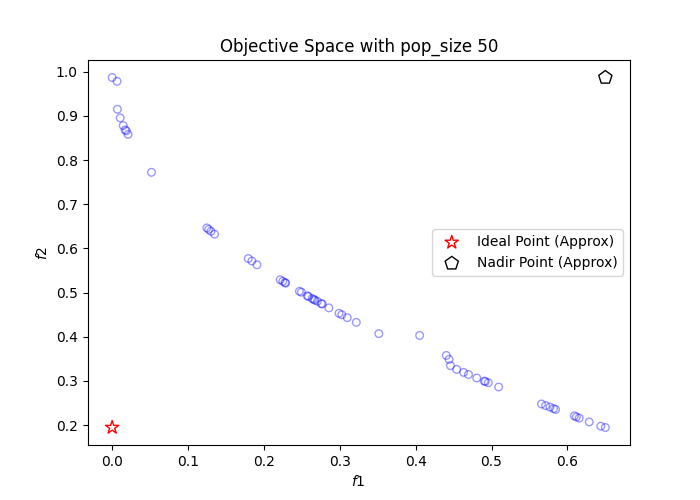 Objective Space with pop_size 50
1.0
0.9
0.8
0.7
0.6
0.5
0.4
0.3
0.2
f2
Ideal Point (Approx)
Nadir Point (Approx)
0.0 0.1 0.2 0.3 0.4 0.5 0.6
f1